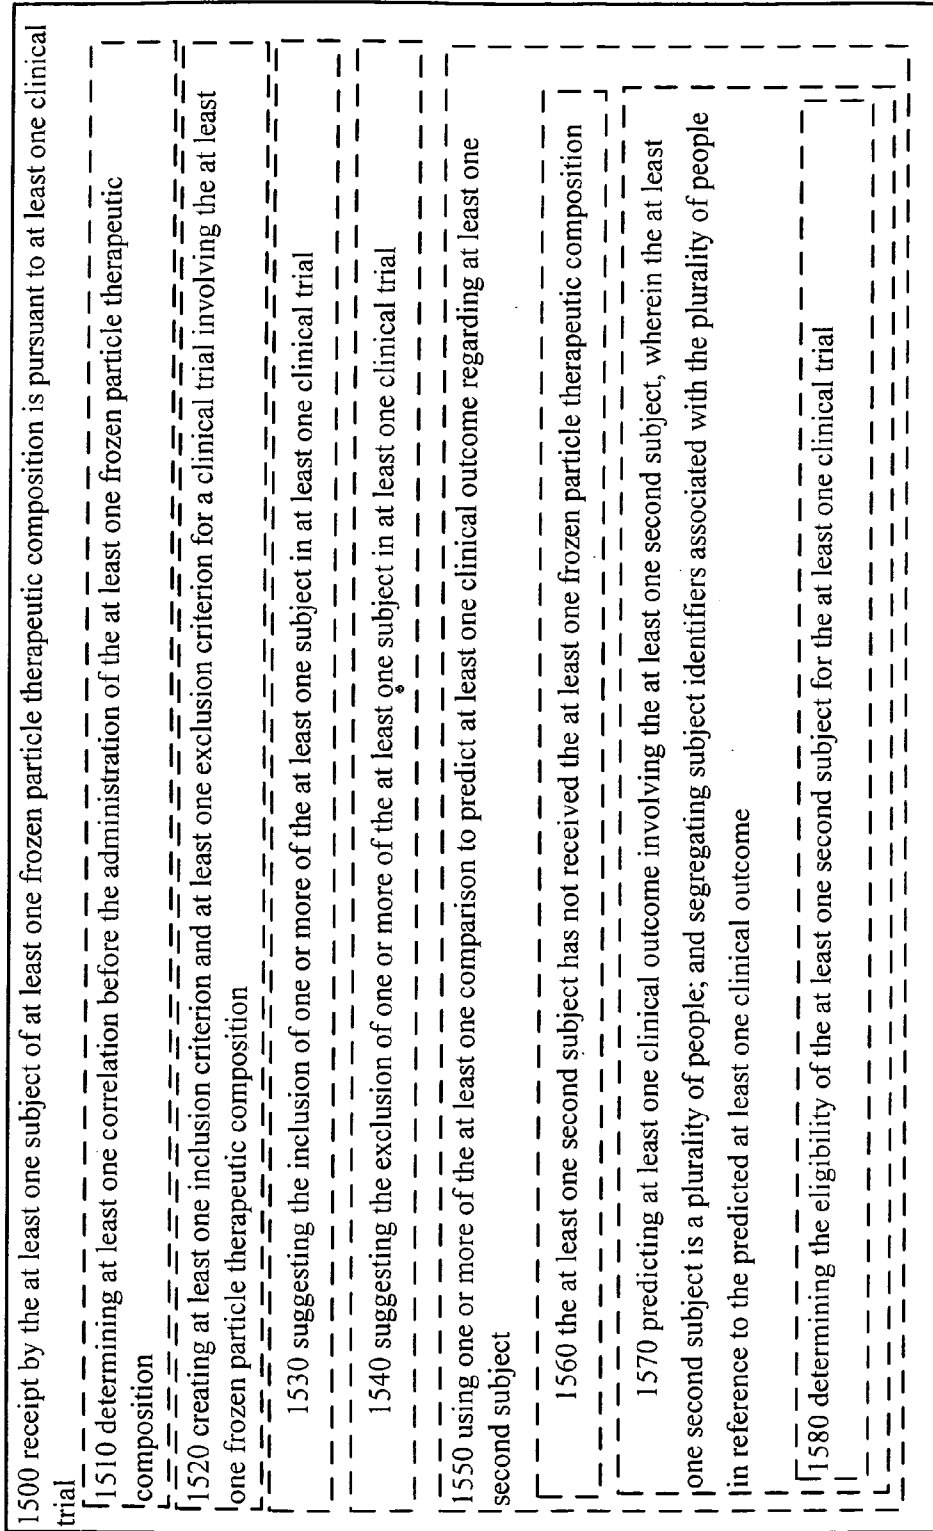 1500 receipt by the at least one subject of at least one frozen particle therapeutic composition is pursuant to at least one clinical
trial
1510 determining at least one correlation before the administration of the at least one frozen particle therapeutic
composition
1520 creating at least one inclusion criterion and at least one exclusion criterion for a clinical trial involving the at least
one frozen particle therapeutic composition
1530 suggesting the inclusion of one or more of the at least one subject in at least one clinical trial
1540 suggesting the exclusion of one or more of the at least one subject in at least one clinical trial
1550 using one or more of the at least one comparison to predict at least one clinical outcome regarding at least one
second subject
1560 the at least one second subject has not received the at least one frozen particle therapeutic composition
1570 predicting at least one clinical outcome involving the at least one second subject, wherein the at least
one second subject is a plurality of people; and segregating subject identifiers associated with the plurality of people
in reference to the predicted at least one clinical outcome
1580 determining the eligibility of the at least one second subject for the at least one clinical trial